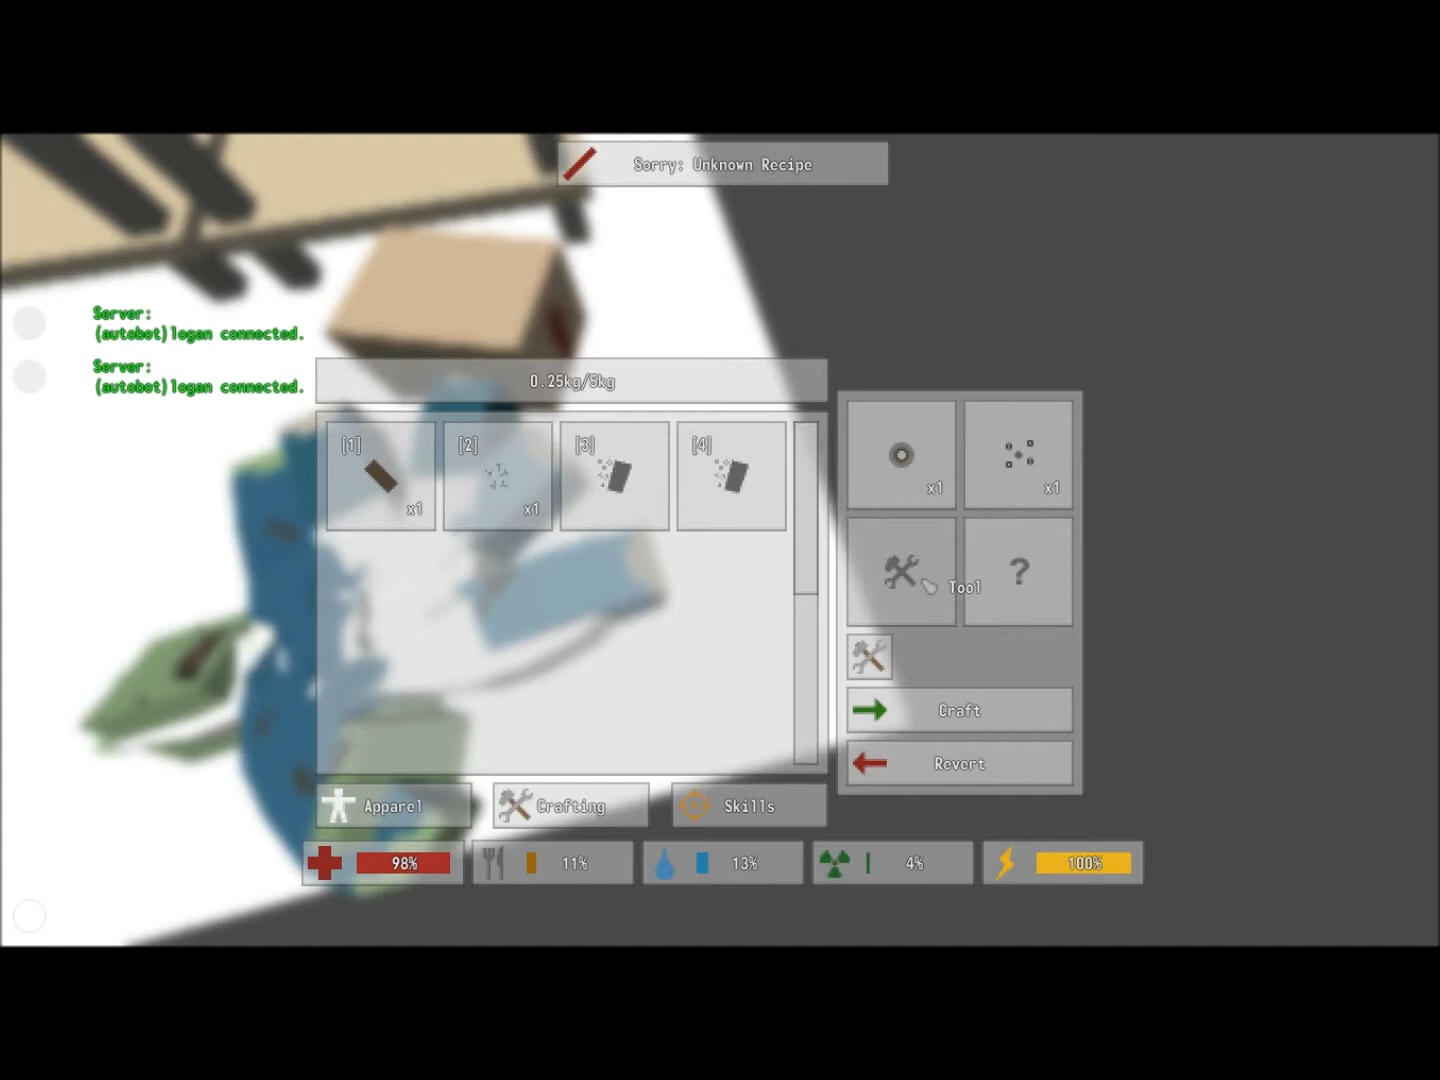 Sorry: Unknown Recipe
Server:
(autobot)logan connected.
Server:
(autobot)logan connected.
0.25kg/5kg
[1]
x1
[2]
x1
[3]
[4]
x1
x1
Tool
?
Craft
Revert
Apparel
Crafting
Skills
98%
11%
13%
4%
100%